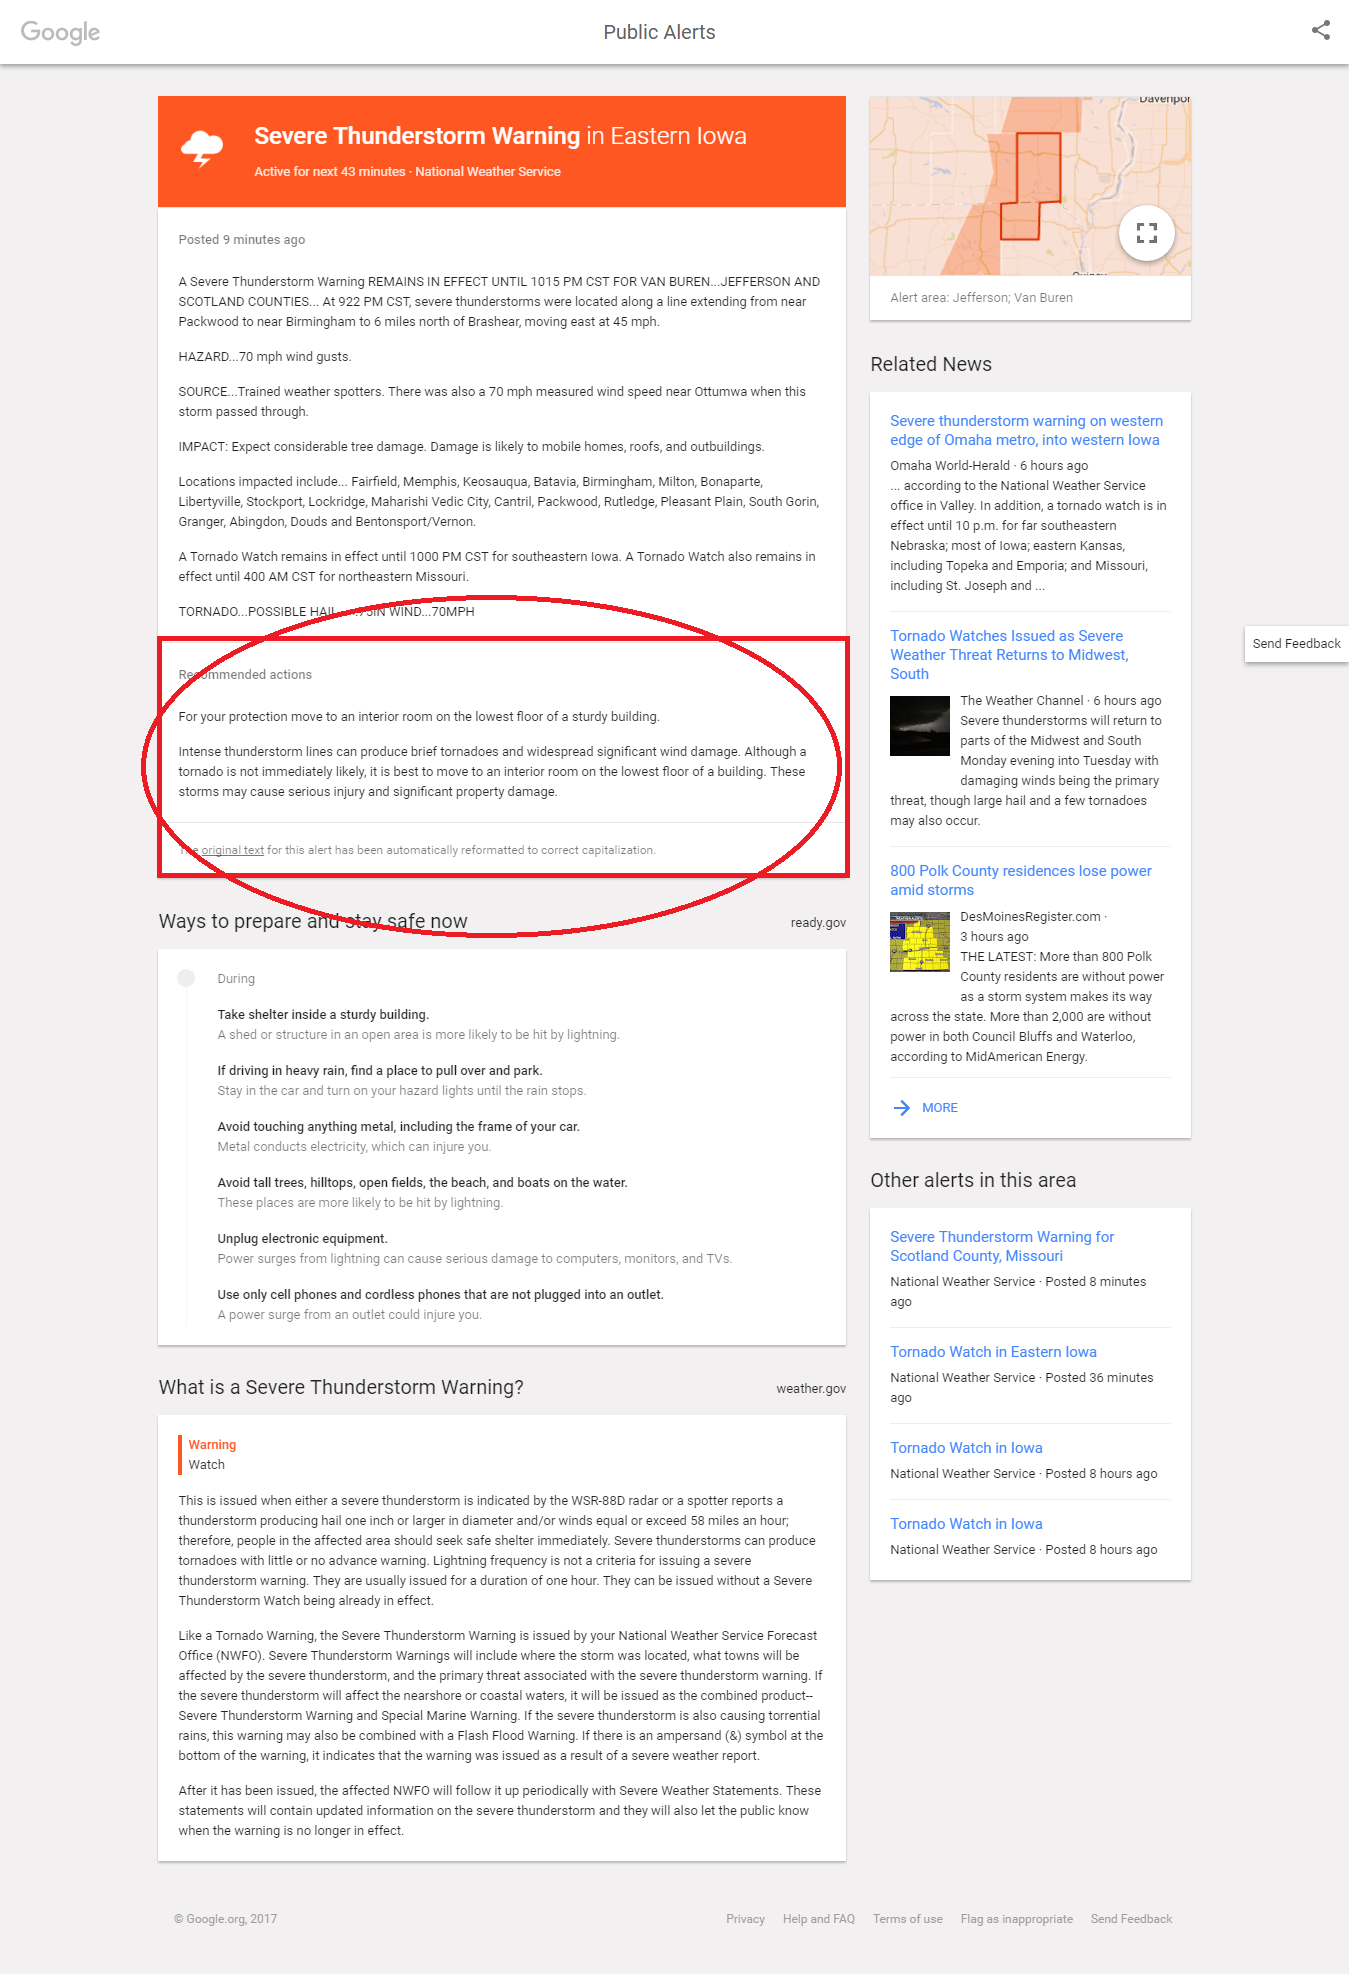 Google
Public Alerts
Severe Thunderstorm Warning in Eastern Iowa
Active for next 43 minutes · National Weather Service
Posted 9 minutes ago
A Severe Thunderstorm Warning REMAINS IN EFFECT UNTIL 1015 PM CST FOR VAN BUREN...JEFFERSON AND
SCOTLAND COUNTIES... At 922 PM CST, severe thunderstorms were located along a line extending from near
Packwood to near Birmingham to 6 miles north of Brashear, moving east at 45 mph.
HAZARD...70 mph wind gusts.
SOURCE...Trained weather spotters. There was also a 70 mph measured wind speed near Ottumwa when this
storm passed through.
IMPACT: Expect considerable tree damage. Damage is likely to mobile homes, roofs, and outbuildings.
Locations impacted include... Fairfield, Memphis, Keosauqua, Batavia, Birmingham, Milton, Bonaparte,
Libertyville, Stockport, Lockridge, Maharishi Vedic City, Cantril, Packwood, Rutledge, Pleasant Plain, South Gorin,
Granger, Abingdon, Douds and Bentonsport/Vernon.
A Tornado Watch remains in effect until 1000 PM CST for southeastern Iowa. A Tornado Watch also remains in
effect until 400 AM CST for northeastern Missouri.
TORNADO...POSSIBLE HAIL .75IN WIND...70MPH
Recommended actions
For your protection move to an interior room on the lowest floor of a sturdy building.
Intense thunderstorm lines can produce brief tornadoes and widespread significant wind damage. Although a
tornado is not immediately likely, it is best to move to an interior room on the lowest floor of a building. These
storms may cause serious injury and significant property damage.
The original text for this alert has been automatically reformatted to correct capitalization.
Ways to prepare and stay safe now
ready.gov
During
Take shelter inside a sturdy building.
A shed or structure in an open area is more likely to be hit by lightning.
If driving in heavy rain, find a place to pull over and park.
Stay in the car and turn on your hazard lights until the rain stops.
Avoid touching anything metal, including the frame of your car.
Metal conducts electricity, which can injure you.
Avoid tall trees, hilltops, open fields, the beach, and boats on the water.
These places are more likely to be hit by lightning.
Unplug electronic equipment.
Power surges from lightning can cause serious damage to computers, monitors, and TVs.
Use only cell phones and cordless phones that are not plugged into an outlet.
A power surge from an outlet could injure you.
What is a Severe Thunderstorm Warning?
weather.gov
Warning
Watch
This is issued when either a severe thunderstorm is indicated by the WSR-88D radar or a spotter reports a
thunderstorm producing hail one inch or larger in diameter and/or winds equal or exceed 58 miles an hour;
therefore, people in the affected area should seek safe shelter immediately. Severe thunderstorms can produce
tornadoes with little or no advance warning. Lightning frequency is not a criteria for issuing a severe
thunderstorm warning. They are usually issued for a duration of one hour. They can be issued without a Severe
Thunderstorm Watch being already in effect.
Like a Tornado Warning, the Severe Thunderstorm Warning is issued by your National Weather Service Forecast
Office (NWFO). Severe Thunderstorm Warnings will include where the storm was located, what towns will be
affected by the severe thunderstorm, and the primary threat associated with the severe thunderstorm warning. If
the severe thunderstorm will affect the nearshore or coastal waters, it will be issued as the combined product--
Severe Thunderstorm Warning and Special Marine Warning. If the severe thunderstorm is also causing torrential
rains, this warning may also be combined with a Flash Flood Warning. If there is an ampersand (&) symbol at the
bottom of the warning, it indicates that the warning was issued as a result of a severe weather report.
After it has been issued, the affected NWFO will follow it up periodically with Severe Weather Statements. These
statements will contain updated information on the severe thunderstorm and they will also let the public know
when the warning is no longer in effect.
Davenpor
Alert area: Jefferson; Van Buren
Related News
Severe thunderstorm warning on western
edge of Omaha metro, into western Iowa
Omaha World-Herald · 6 hours ago
... according to the National Weather Service
office in Valley. In addition, a tornado watch is in
effect until 10 p.m. for far southeastern
Nebraska; most of Iowa; eastern Kansas,
including Topeka and Emporia; and Missouri,
including St. Joseph and ...
Tornado Watches Issued as Severe
Weather Threat Returns to Midwest,
South
The Weather Channel · 6 hours ago
Severe thunderstorms will return to
parts of the Midwest and South
Monday evening into Tuesday with
damaging winds being the primary
threat, though large hail and a few tornadoes
may also occur.
800 Polk County residences lose power
amid storms
DesMoinesRegister.com ·
3 hours ago
THE LATEST: More than 800 Polk
County residents are without power
as a storm system makes its way
across the state. More than 2,000 are without
power in both Council Bluffs and Waterloo,
according to MidAmerican Energy.
MORE
Other alerts in this area
Severe Thunderstorm Warning for
Scotland County, Missouri
National Weather Service · Posted 8 minutes
ago
Tornado Watch in Eastern Iowa
National Weather Service · Posted 36 minutes
ago
Tornado Watch in Iowa
National Weather Service · Posted 8 hours ago
Tornado Watch in Iowa
National Weather Service · Posted 8 hours ago
Send Feedback
© Google.org, 2017
Privacy Help and FAQ Terms of use Flag as inappropriate Send Feedback